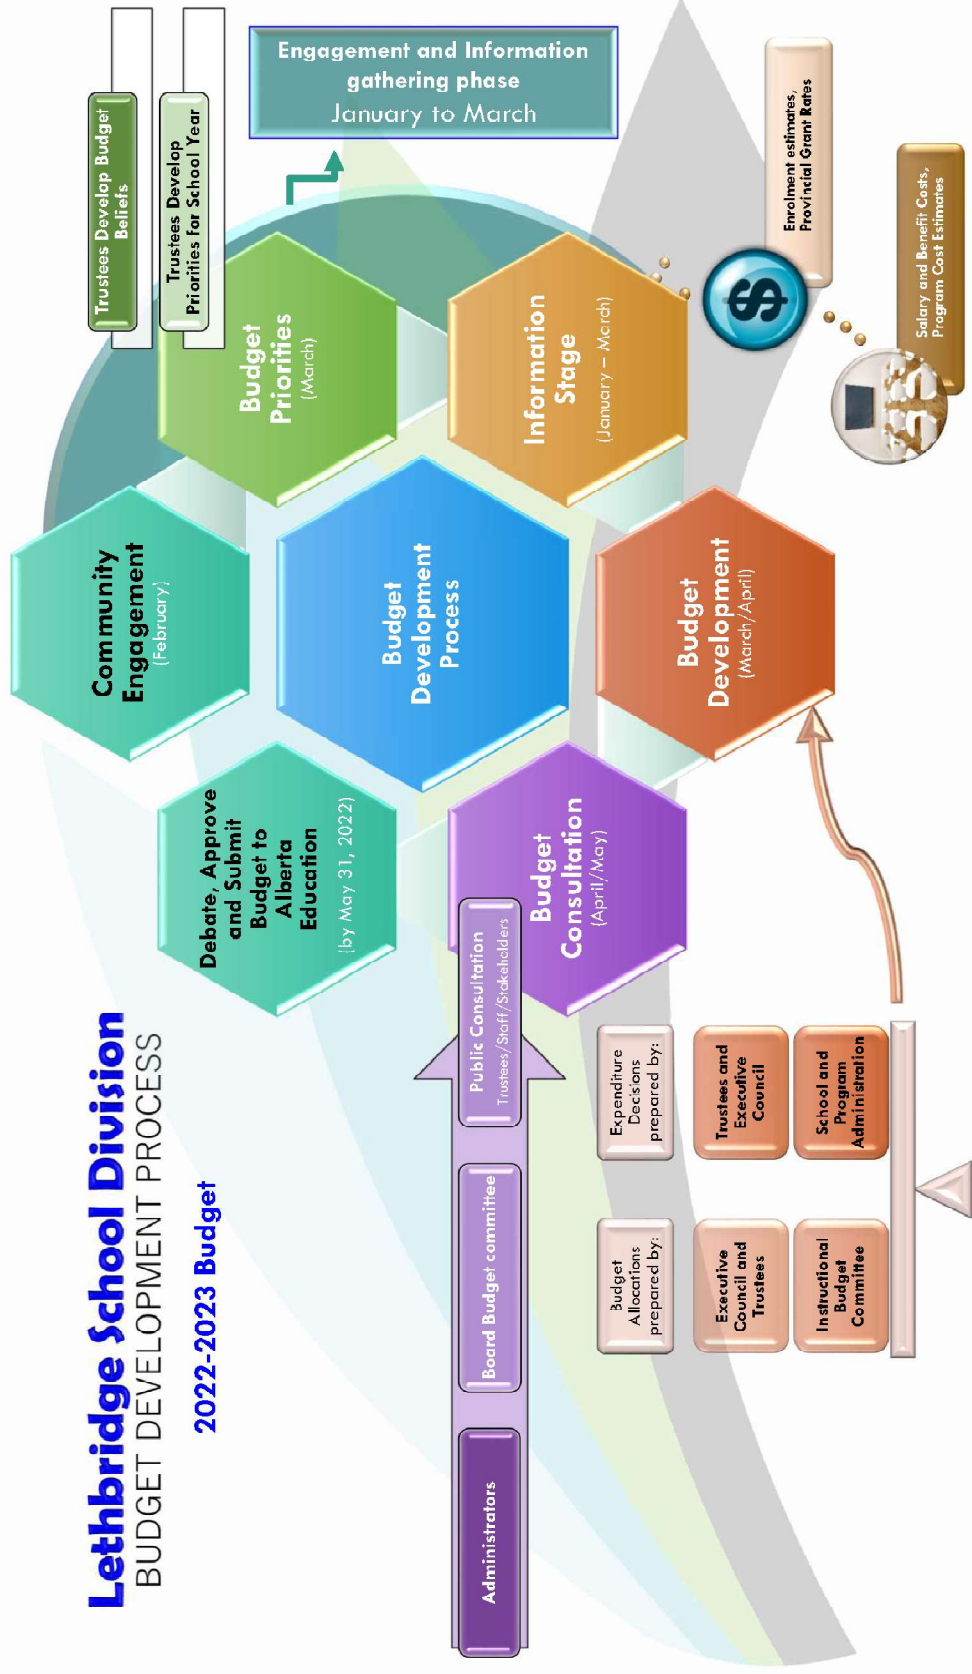 Lethbridge School Division
BUDGET DEVELOPMENT PROCESS
2022-2023 Budget
Community
Engagement
(February)
Trustees Develop Budget
Beliefs
Trustees Develop
Priorities For School Year
Debate, Approve
and Submit
Budget to
Alberta
Education
(by May 31, 2022)
Budget
Priorities
(March)
Engagement and Information
gathering phase
January to March
Budget
Development
Process
Administrators
Board Budget committee
Public Consultation
Trustees/Staff/Stakeholders
Budget
Consultation
(April/May)
Information
Stage
(January – March)
Budget
Development
(March/April)
$
Enrolment estimates,
Provincial Grant Rates
Salary and Benefit Costs,
Program Cost Estimates
Budget
Allocations
prepared by:
Expenditure
Decisions
prepared by:
Executive
Council and
Trustees
Trustees and
Executive
Council
Instructional
Budget
Committee
School and
Program
Administration